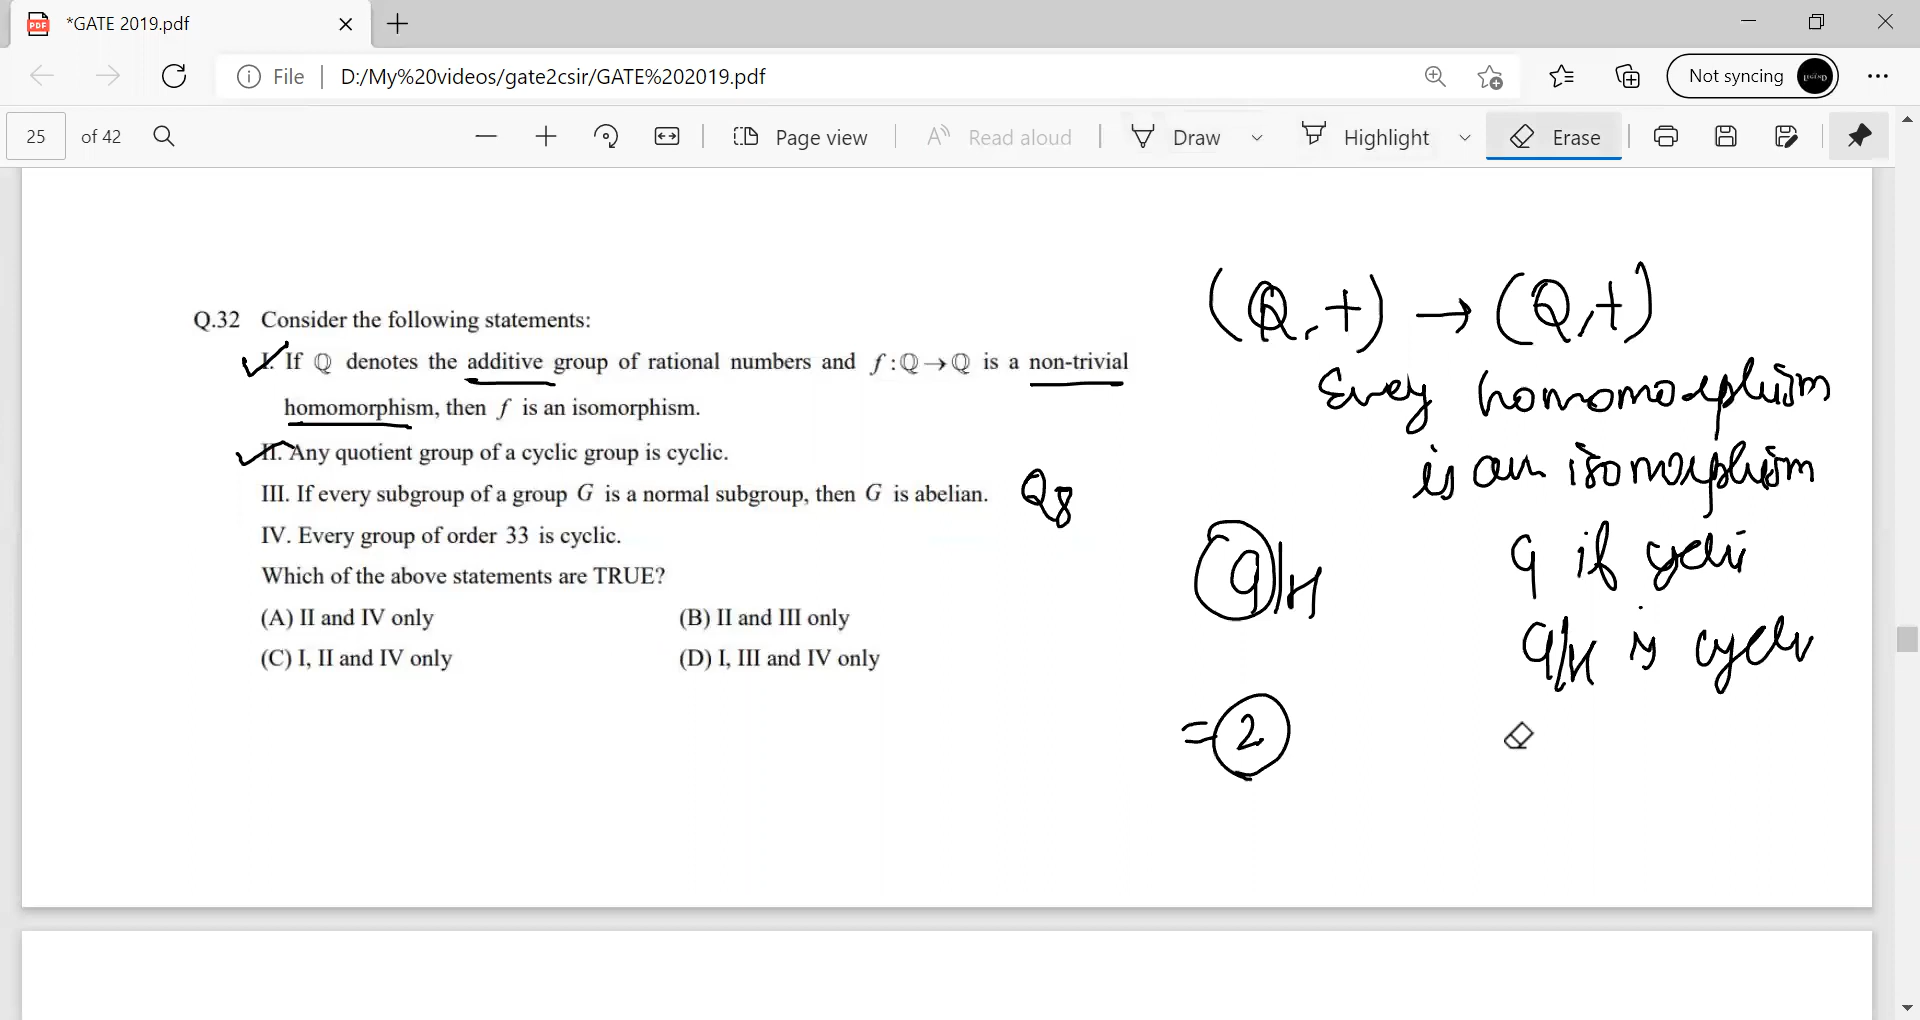 *GATE 2019.pdf
File | D:/My%20videos/gate2csir/GATE%202019.pdf
Not syncing
25 of 42
Page view
Read aloud
Draw
Highlight
Erase
Q.32 Consider the following statements:
I. If ℚ denotes the additive group of rational numbers and f : ℚ → ℚ is a non-trivial
homomorphism, then f is an isomorphism.
II. Any quotient group of a cyclic group is cyclic.
III. If every subgroup of a group G is a normal subgroup, then G is abelian.
IV. Every group of order 33 is cyclic.
Which of the above statements are TRUE?
(A) II and IV only (B) II and III only
(C) I, II and IV only (D) I, III and IV only
Q8
(Q,+) → (Q,+)
Every homomorphism
is an isomorphism
G/H
G if cyclic
G/H is cyclic
= 2